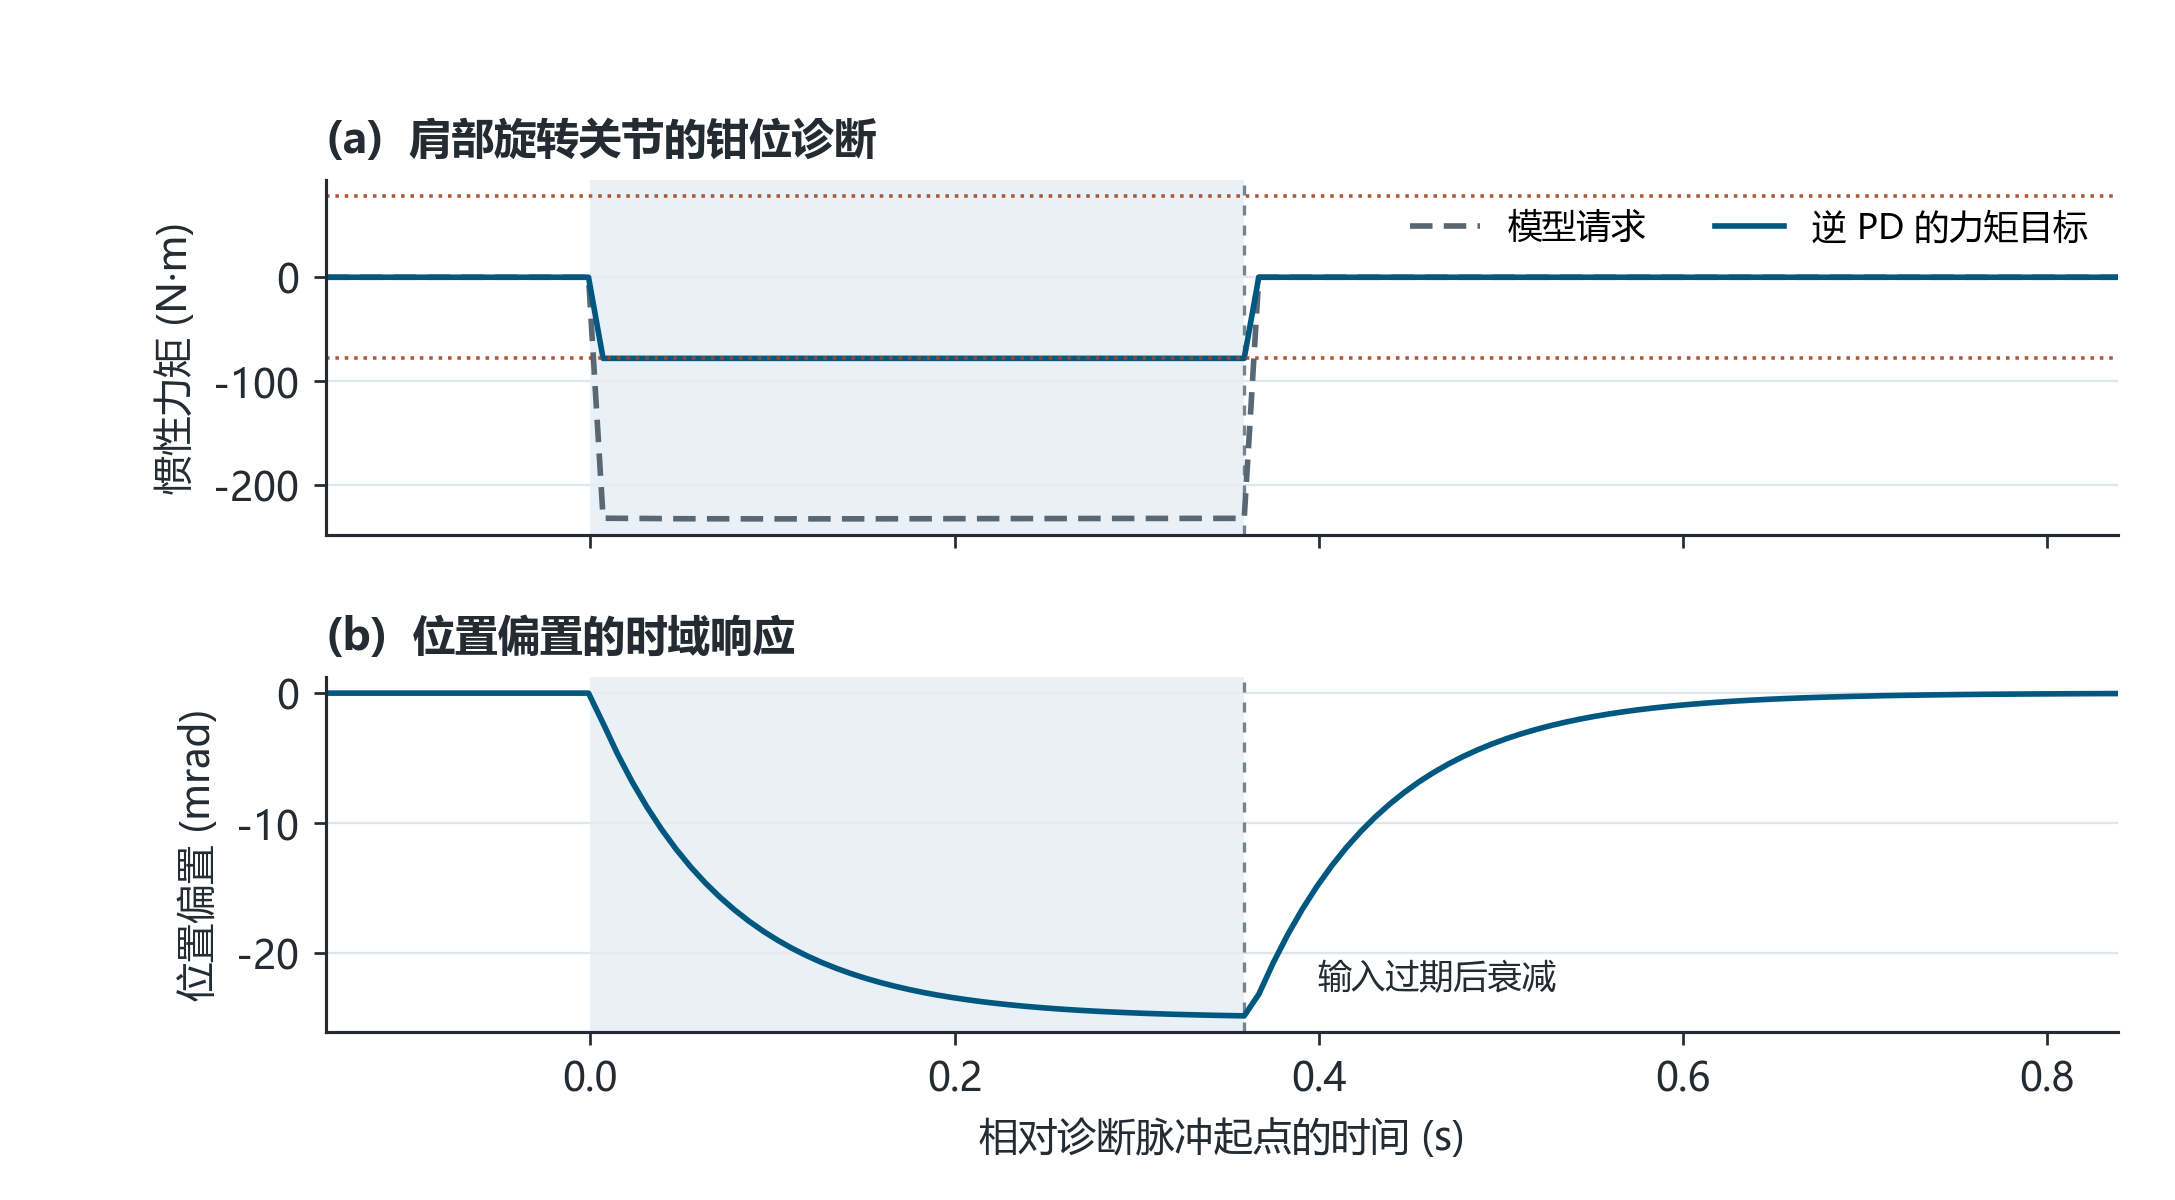 (a) 肩部旋转关节的钳位诊断
模型请求
逆 PD 的力矩目标
惯性力矩 (N·m)
0
-100
-200
(b) 位置偏置的时域响应
位置偏置 (mrad)
0
-10
-20
输入过期后衰减
0.0
0.2
0.4
0.6
0.8
相对诊断脉冲起点的时间 (s)